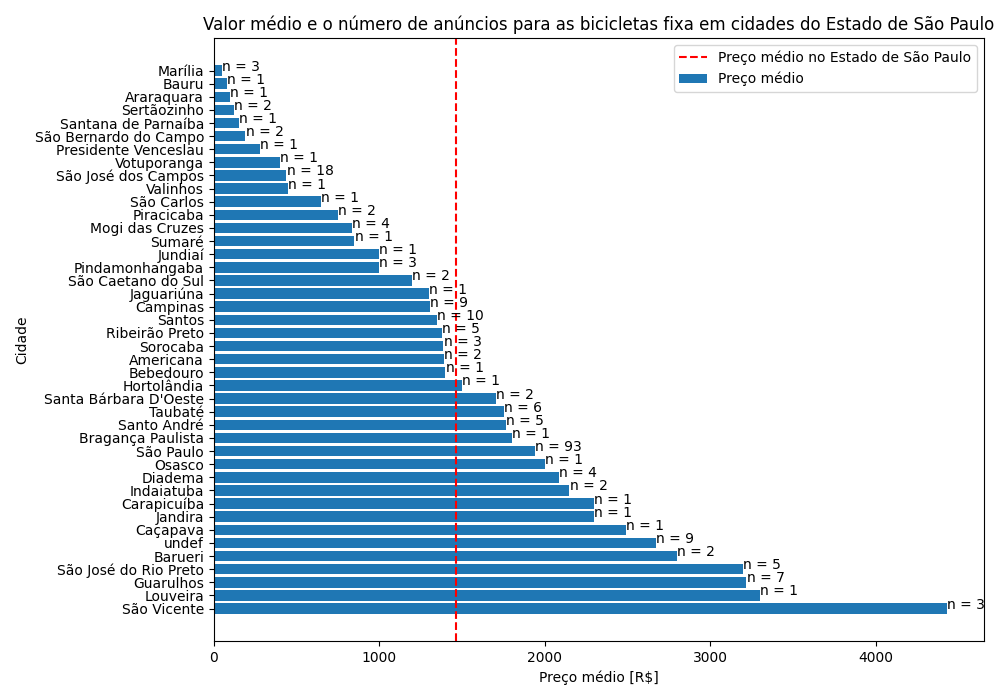 Valor médio e o número de anúncios para as bicicletas fixa em cidades do Estado de São Paulo
Preço médio no Estado de São Paulo
Preço médio
Marília n = 3
Bauru n = 1
Araraquara n = 1
Sertãozinho n = 2
Santana de Parnaíba n = 1
São Bernardo do Campo n = 2
Presidente Venceslau n = 1
Votuporanga n = 1
São José dos Campos n = 18
Valinhos n = 1
São Carlos n = 1
Piracicaba n = 2
Mogi das Cruzes n = 4
Sumaré n = 1
Jundiaí n = 1
Pindamonhangaba n = 3
São Caetano do Sul n = 2
Jaguariúna n = 1
Campinas n = 9
Santos n = 10
Ribeirão Preto n = 5
Sorocaba n = 3
Americana n = 2
Bebedouro n = 1
Hortolândia n = 1
Santa Bárbara D'Oeste n = 2
Taubaté n = 6
Santo André n = 5
Bragança Paulista n = 1
São Paulo n = 93
Osasco n = 1
Diadema n = 4
Indaiatuba n = 2
Carapicuíba n = 1
Jandira n = 1
Caçapava n = 1
undef n = 9
Barueri n = 2
São José do Rio Preto n = 5
Guarulhos n = 7
Louveira n = 1
São Vicente n = 3
Cidade
0 1000 2000 3000 4000
Preço médio [R$]